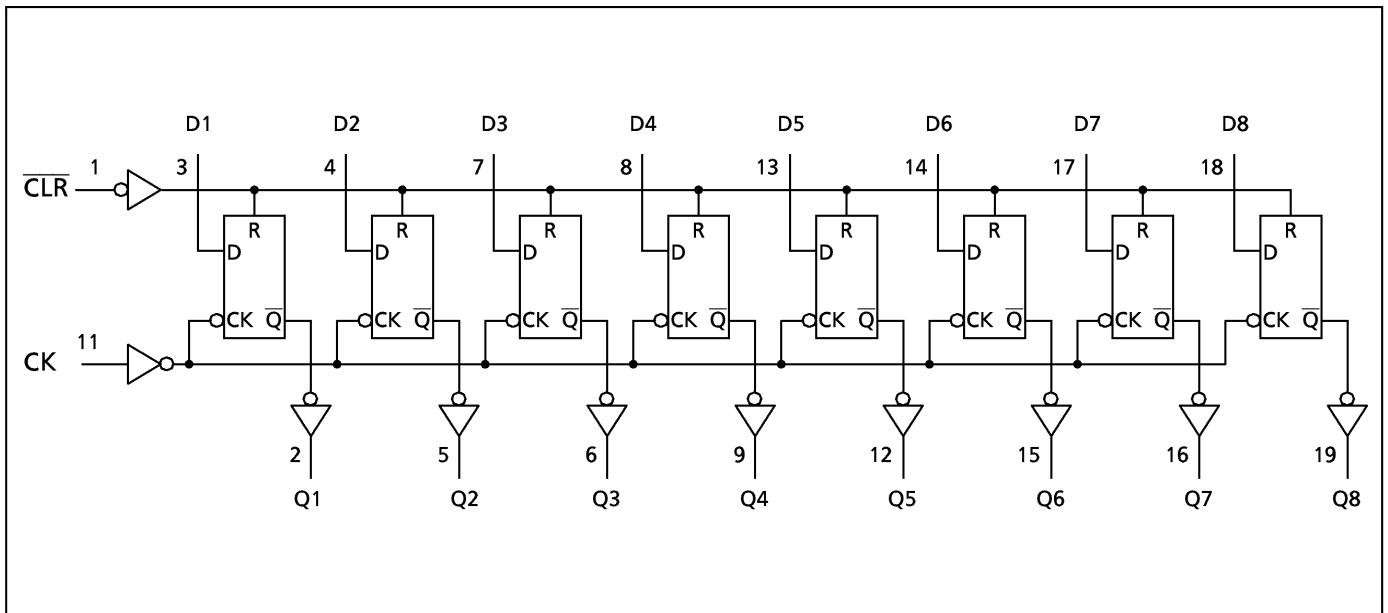 D1 D2 D3 D4 D5 D6 D7 D8
1 3 4 7 8 13 14 17 18
C̅L̅R̅
R R R R R R R R
D D D D D D D D
CK Q̅ CK Q̅ CK Q̅ CK Q̅ CK Q̅ CK Q̅ CK Q̅ CK Q̅
11
CK
2 5 6 9 12 15 16 19
Q1 Q2 Q3 Q4 Q5 Q6 Q7 Q8